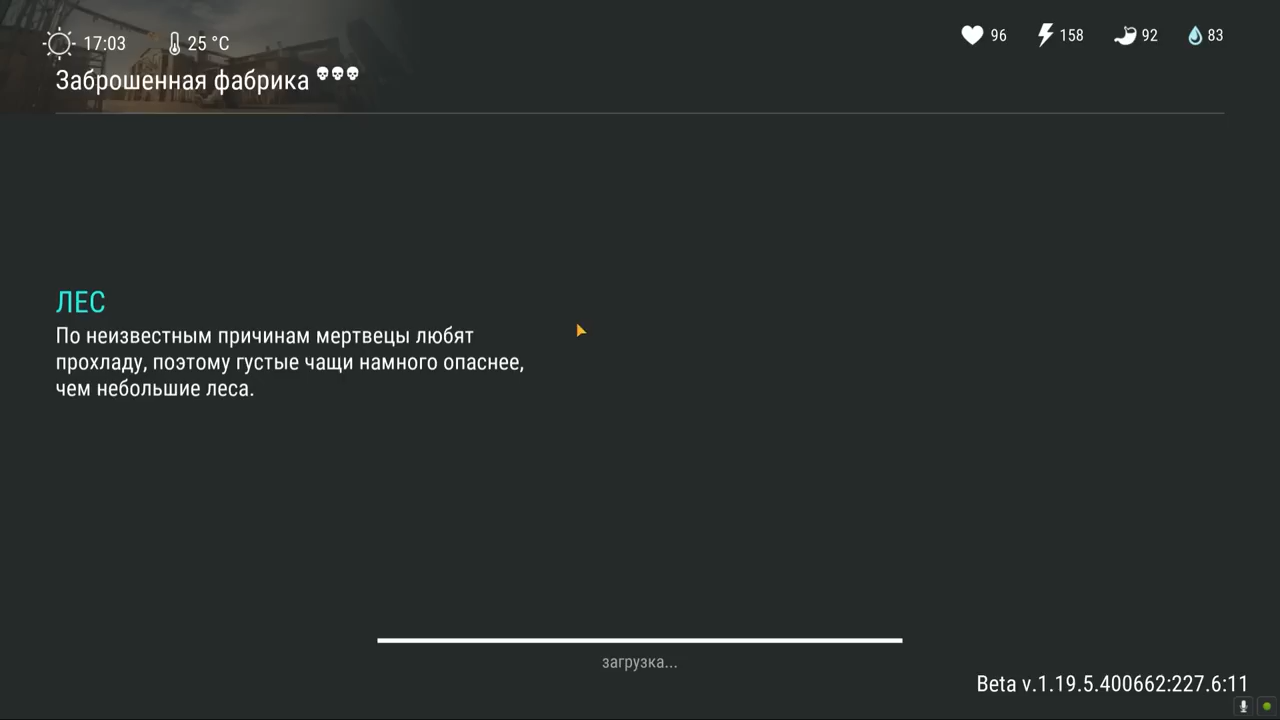 17:03 25 °C
96 158 92 83
Заброшенная фабрика
ЛЕС
По неизвестным причинам мертвецы любят
прохладу, поэтому густые чащи намного опаснее,
чем небольшие леса.
загрузка...
Beta v.1.19.5.400662:227.6:11